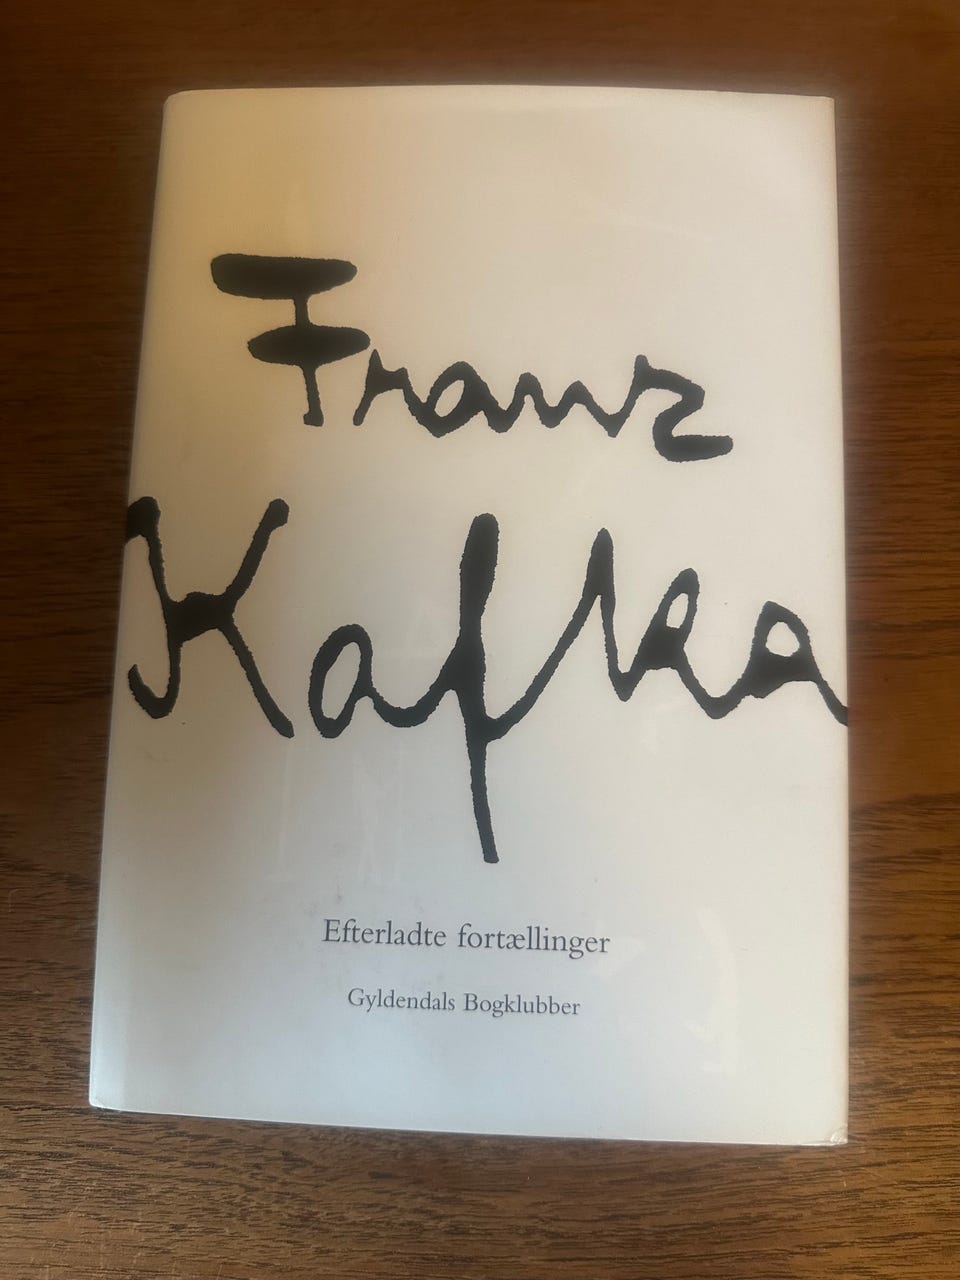 Franz
Kafka
Efterladte fortællinger
Gyldendals Bogklubber